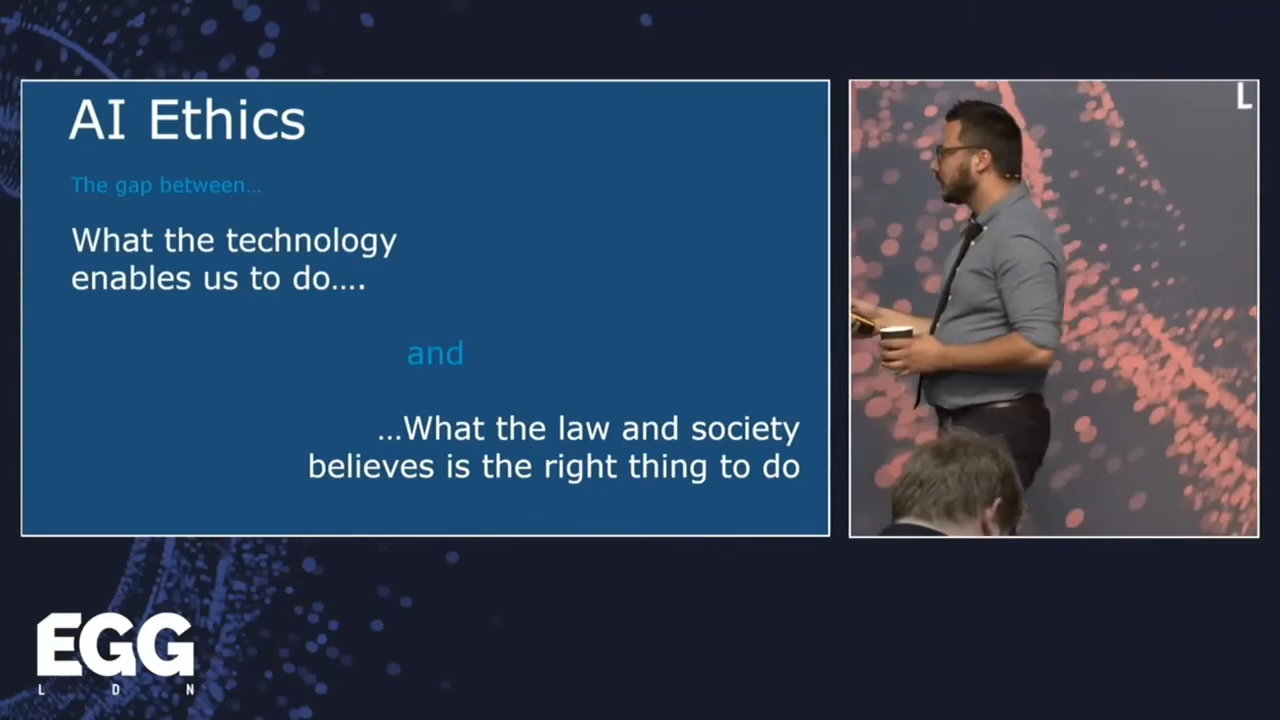 AI Ethics
The gap between...
What the technology
enables us to do....
and
...What the law and society
believes is the right thing to do
L
EGG
L D N